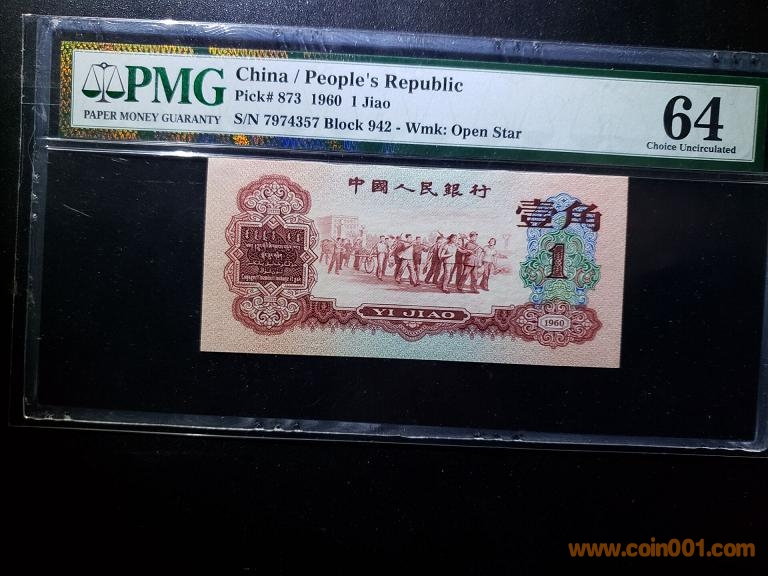 PMG
PAPER MONEY GUARANTY
China / People's Republic
Pick# 873 1960 1 Jiao
S/N 7974357 Block 942 - Wmk: Open Star
64
Choice Uncirculated
中國人民銀行
壹角
1
YI JIAO
1960
www.coin001.com